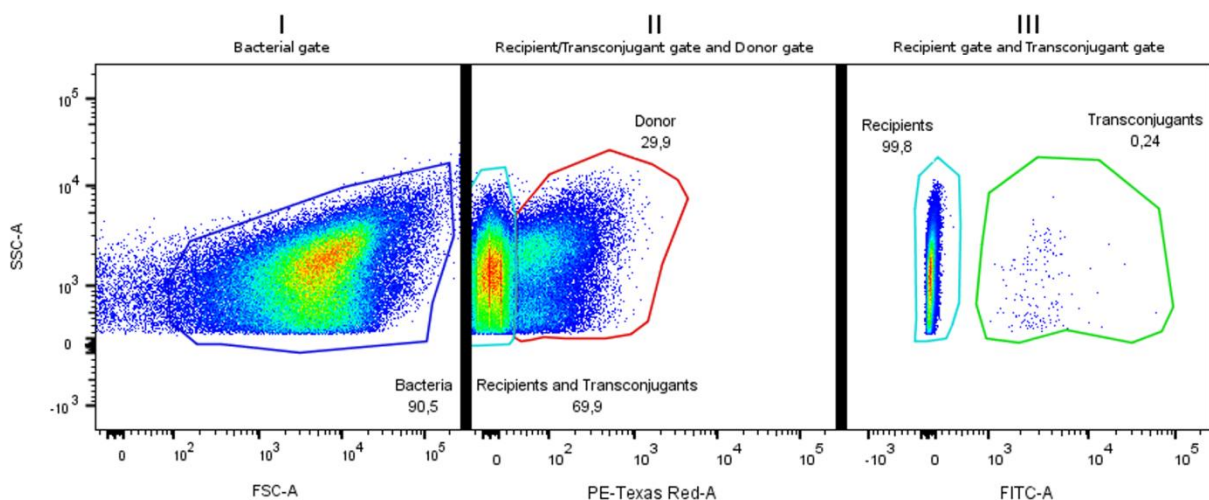 I
Bacterial gate
II
Recipient/Transconjugant gate and Donor gate
III
Recipient gate and Transconjugant gate
SSC-A
10^5
10^4
10^3
0
-10^3
Bacteria
90,5
0 10^2 10^3 10^4 10^5
FSC-A
Donor
29,9
Recipients and Transconjugants
69,9
0 10^2 10^3 10^4 10^5
PE-Texas Red-A
Recipients
99,8
Transconjugants
0,24
-10^3 0 10^3 10^4 10^5
FITC-A